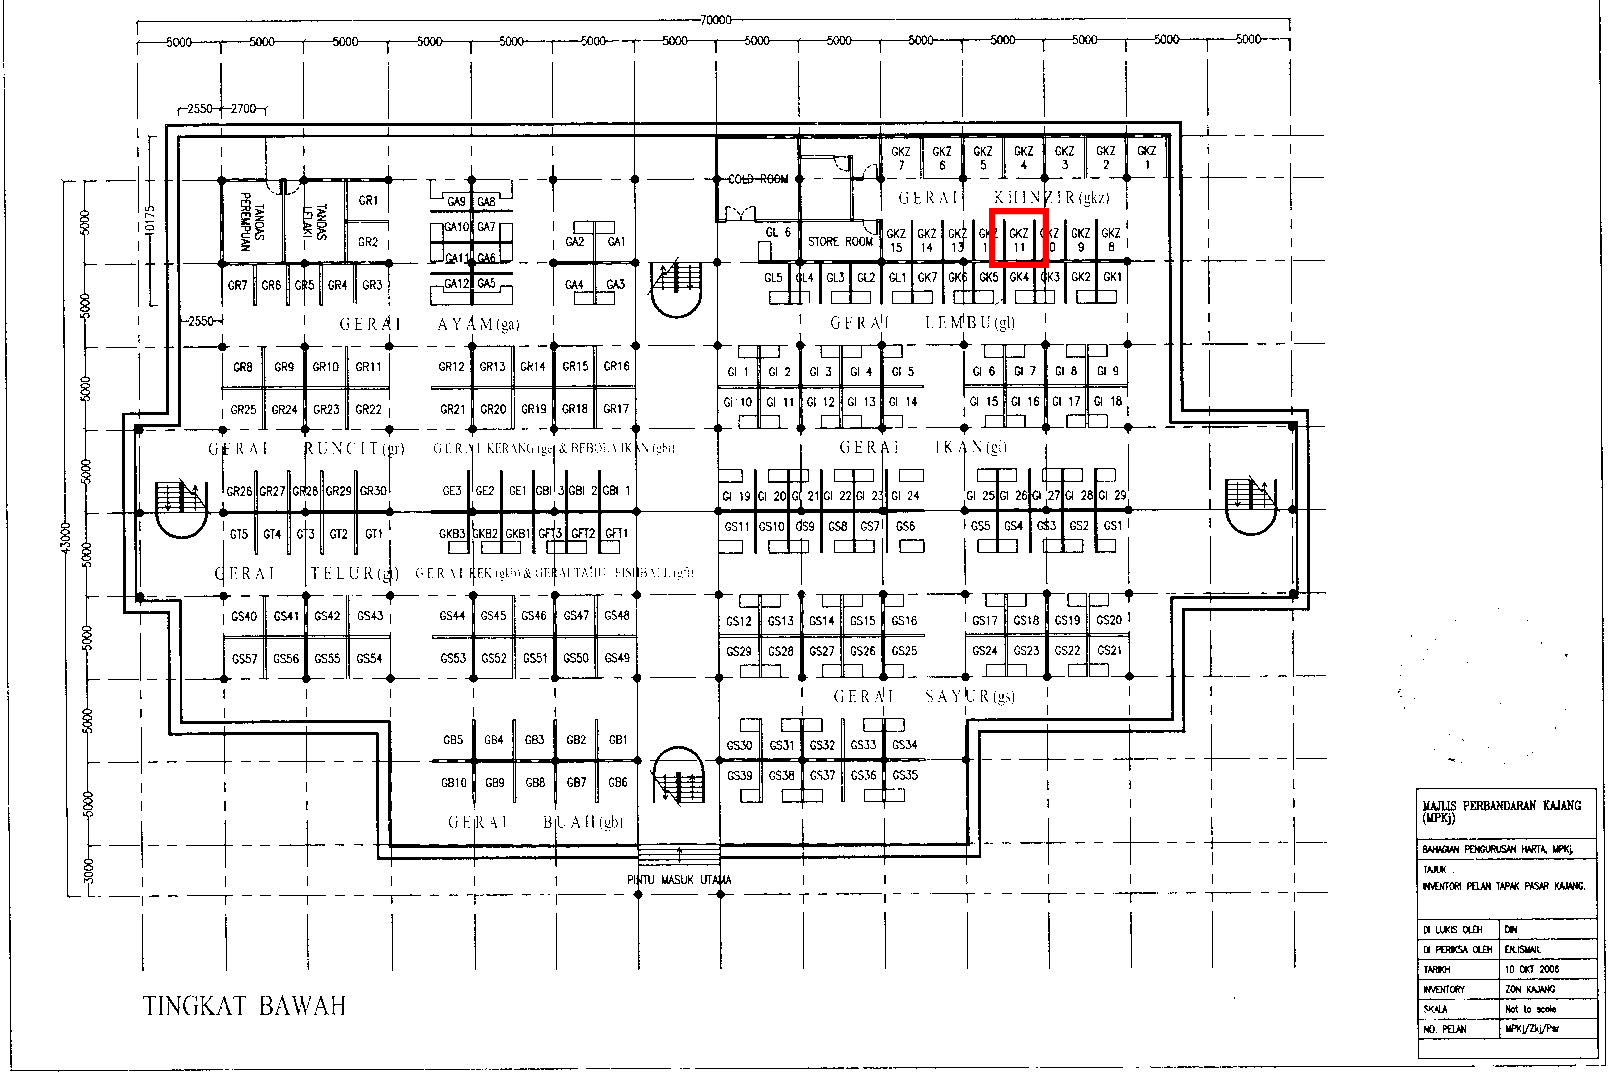 70000
5000 5000 5000 5000 5000 5000 5000 5000 5000 5000 5000 5000 5000 5000
2550 2700
10175
43000
5000
5000
5000
5000
5000
5000
5000
5000
3000
2550
TANDAS PEREMPUAN
TANDAS LELAKI
GR1
GR2
GR7 GR6 GR5 GR4 GR3
GA9 GA8
GA10 GA7
GA11 GA6
GA12 GA5
GA2 GA1
GA4 GA3
COLD ROOM
STORE ROOM
GL 6
GKZ 7 GKZ 6 GKZ 5 GKZ 4 GKZ 3 GKZ 2 GKZ 1
GERAI KHINZIR(gkz)
GKZ 15 GKZ 14 GKZ 13 GKZ 11 GKZ 9 GKZ 8
GL5 GL4 GL3 GL2 GL1 GK7 GK6 GK5 GK4 GK3 GK2 GK1
GERAI AYAM(ga)
GERAI LEMBU(gl)
GR8 GR9 GR10 GR11 GR12 GR13 GR14 GR15 GR16
GI 1 GI 2 GI 3 GI 4 GI 5 GI 6 GI 7 GI 8 GI 9
GR25 GR24 GR23 GR22 GR21 GR20 GR19 GR18 GR17
GI 10 GI 11 GI 12 GI 13 GI 14 GI 15 GI 16 GI 17 GI 18
GERAI RUNCIT(gr)
GERAI KERANG(ge) & BEBOLA IKAN(gbi)
GERAI IKAN(gi)
GR26 GR27 GR28 GR29 GR30 GE3 GE2 GE1 GBI 3 GBI 2 GBI 1
GI 19 GI 20 GI 21 GI 22 GI 23 GI 24 GI 25 GI 26 GI 27 GI 28 GI 29
GT5 GT4 GT3 GT2 GT1 GKB3 GKB2 GKB1 GFT3 GFT2 GFT1
GS11 GS10 GS9 GS8 GS7 GS6 GS5 GS4 GS3 GS2 GS1
GERAI TELUR(gt)
GERAI KEK(gkb) & GERAI TAHU FISHBALL(gft)
GS40 GS41 GS42 GS43 GS44 GS45 GS46 GS47 GS48
GS12 GS13 GS14 GS15 GS16 GS17 GS18 GS19 GS20
GS57 GS56 GS55 GS54 GS53 GS52 GS51 GS50 GS49
GS29 GS28 GS27 GS26 GS25 GS24 GS23 GS22 GS21
GERAI SAYUR(gs)
GB5 GB4 GB3 GB2 GB1
GS30 GS31 GS32 GS33 GS34
GB10 GB9 GB8 GB7 GB6
GS39 GS38 GS37 GS36 GS35
GERAI BUAH(gb)
PINTU MASUK UTAMA
TINGKAT BAWAH
MAJLIS PERBANDARAN KAJANG
(MPKj)
BAHAGIAN PENGURUSAN HARTA, MPKj.
TAJUK :
INVENTORI PELAN TAPAK PASAR KAJANG.
DI LUKIS OLEH DIN
DI PERIKSA OLEH EN.ISMAIL
TARIKH 10 OKT 2006
INVENTORY ZON KAJANG
SKALA Not to scale
NO. PELAN MPKj/Zkj/Psr